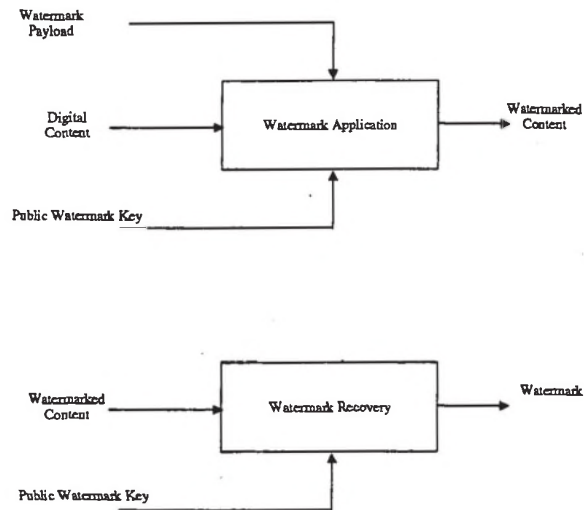 Watermark
Payload
Digital
Content
Watermark Application
Watermarked
Content
Public Watermark Key
Watermarked
Content
Watermark Recovery
Watermark
Public Watermark Key